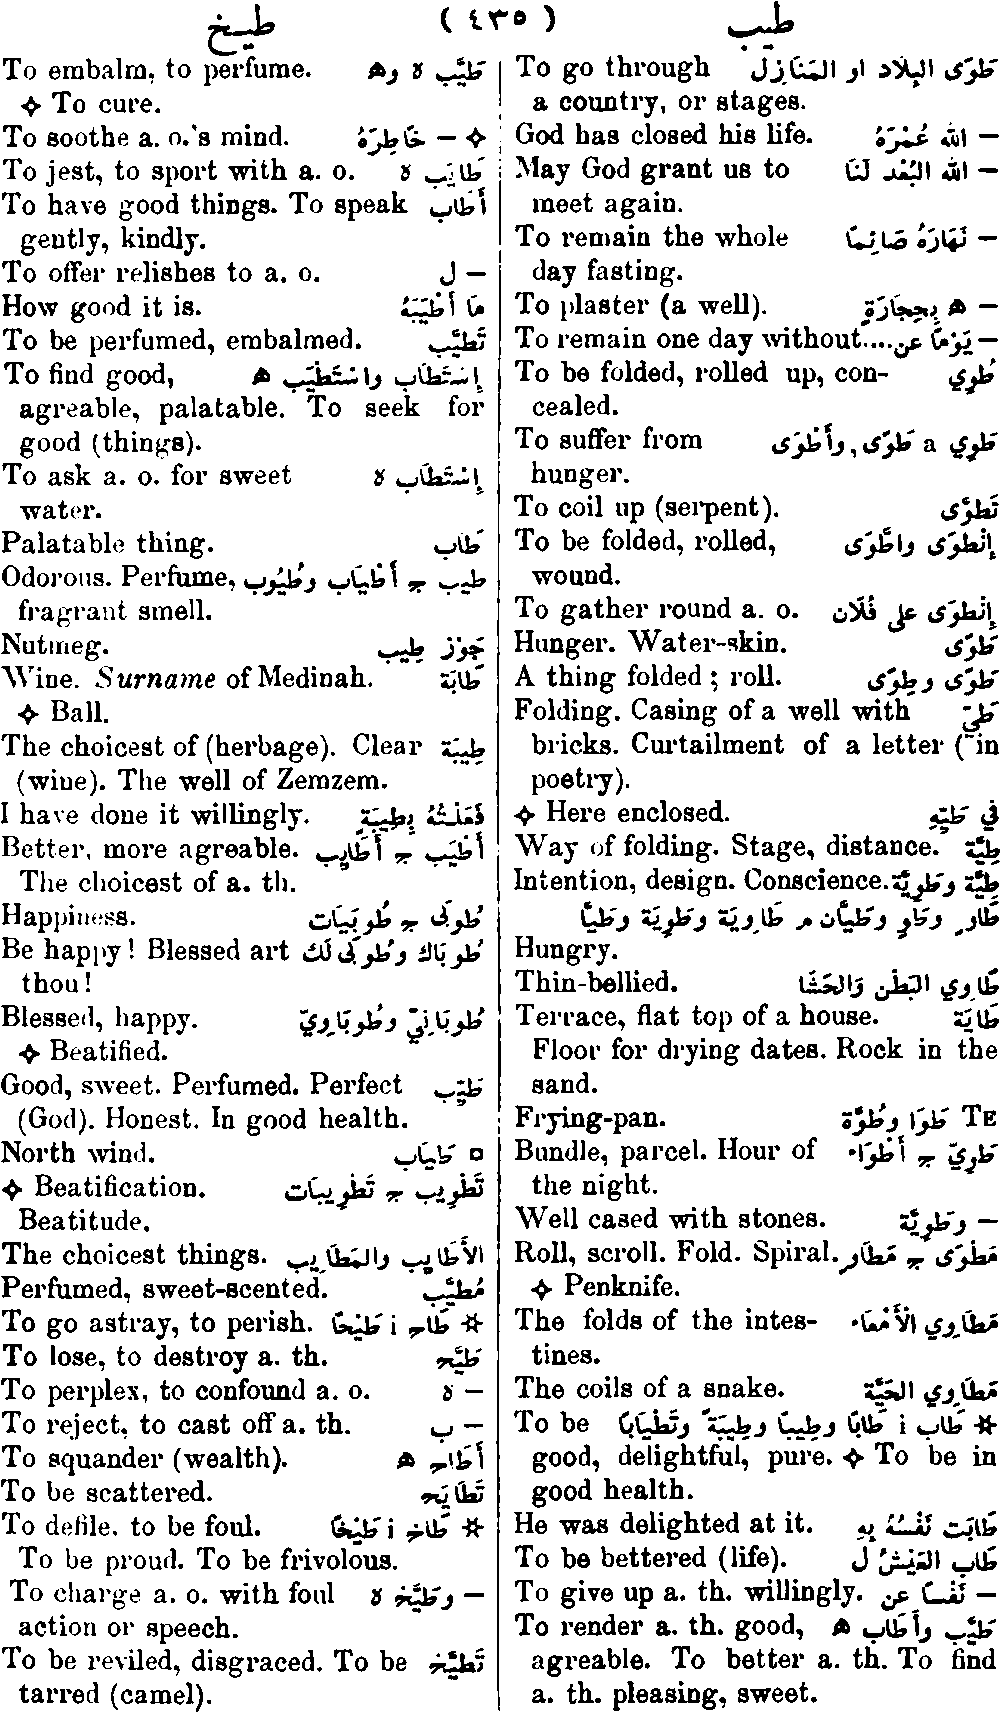 طيب ( ٤٣٥ ) طيخ
To go through طَوَى البِلَاد او المَنَازِل
a country, or stages.
God has closed his life. — الله عُمْرَهُ
May God grant us to — الله البُعْد لَنَا
meet again.
To remain the whole — نَهَارَهُ صَائِمًا
day fasting.
To plaster (a well). — ه بِحِجَارَةٍ
To remain one day without.... — يَوْمًا عن
To be folded, rolled up, con- طُوِي
cealed.
To suffer from طَوِي a طَوًى, وأَطْوَى
hunger.
To coil up (serpent). تَطَوَّى
To be folded, rolled, إِنْطَوَى واطَّوَى
wound.
To gather round a. o. إِنْطَوَى على فُلَان
Hunger. Water-skin. طَوًى
A thing folded ; roll. طَوًى وطِوًى
Folding. Casing of a well with طَيّ
bricks. Curtailment of a letter (in
poetry).
✧ Here enclosed. في طَيِّهِ
Way of folding. Stage, distance. طِيَّة
Intention, design. Conscience. طِيَّة وطَوِيَّة
طَار وطَاوٍ وطَيَّان م طَاوِيَة وطَوِيَة وطَيَّا
Hungry.
Thin-bellied. طَاوِي البَطْن وَالحَشَا
Terrace, flat top of a house. طَايَة
Floor for drying dates. Rock in the
sand.
Frying-pan. TE طَوَا وطُوَّة
Bundle, parcel. Hour of طَوِيّ ج أَطْوَاء
the night.
Well cased with stones. — وطَوِيَّة
Roll, scroll. Fold. Spiral. مَطْوًى ج مَطَاوٍ
✧ Penknife.
The folds of the intes- مَطَاوِي الأَمْعَاء
tines.
The coils of a snake. مَطَاوِي الحَيَّة
To be ✲ طَاب i طَابًا وطِيبًا وطِيبَةً وتَطْيَابًا
good, delightful, pure. ✧ To be in
good health.
He was delighted at it. طَابَت نَفْسُهُ بِهِ
To be bettered (life). طَاب العَيْشُ ل
To give up a. th. willingly. — نَفْسًا عن
To render a. th. good, طَيَّب وأَطَاب ه
agreable. To better a. th. To find
a. th. pleasing, sweet.
To embalm, to perfume. طَيَّب ه وه
✧ To cure.
To soothe a. o.'s mind. ✧ — خَاطِرَهُ
To jest, to sport with a. o. طَايَب ه
To have good things. To speak أَطَاب
gently, kindly.
To offer relishes to a. o. — ل
How good it is. مَا أَطْيَبَهُ
To be perfumed, embalmed. تَطَيَّب
To find good, إِسْتَطَاب واسْتَطْيَب ه
agreable, palatable. To seek for
good (things).
To ask a. o. for sweet إِسْتَطَاب ه
water.
Palatable thing. طَاب
Odorous. Perfume, طِيب ج أَطْيَاب وطُيُوب
fragrant smell.
Nutmeg. جَوْز طِيب
Wine. Surname of Medinah. طَابَة
✧ Ball.
The choicest of (herbage). Clear طِيبَة
(wine). The well of Zemzem.
I have done it willingly. فَعَلْتُهُ بِطِيبَةٍ
Better, more agreable. أَطْيَب ج أَطَايِب
The choicest of a. th.
Happiness. طُوبَى ج طُوبَيَات
Be happy ! Blessed art طُوبَاكَ وطُوبَى لَكَ
thou !
Blessed, happy. طُوبَانِيّ وطُوبَاوِيّ
✧ Beatified.
Good, sweet. Perfumed. Perfect طَيِّب
(God). Honest. In good health.
North wind. □ طَيَاب
✧ Beatification. تَطْوِيب ج تَطْوِيبَات
Beatitude.
The choicest things. الأَطَايِب والمَطَايِب
Perfumed, sweet-scented. مُطَيَّب
To go astray, to perish. ✲ طَاح i طَيْحًا
To lose, to destroy a. th. طَيَّح
To perplex, to confound a. o. — ه
To reject, to cast off a. th. — ب
To squander (wealth). أَطَاح ه
To be scattered. تَطَايَح
To defile, to be foul. ✲ طَاخ i طَيْخًا
To be proud. To be frivolous.
To charge a. o. with foul — وطَيَّخ ه
action or speech.
To be reviled, disgraced. To be تَطَيَّخ
tarred (camel).